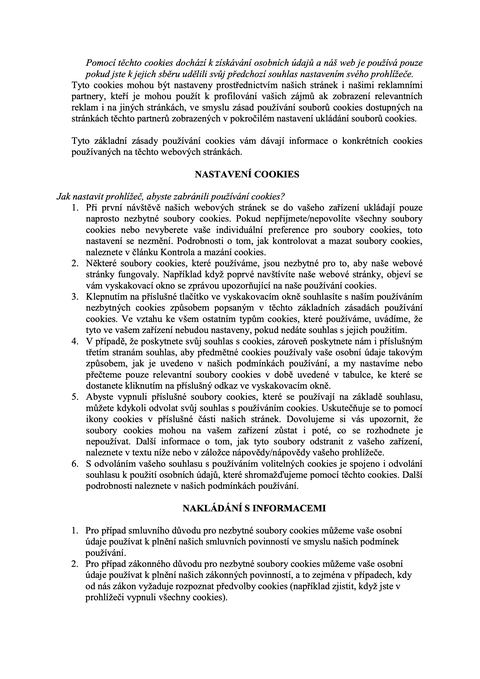 Pomocí těchto cookies dochází k získávání osobních údajů a náš web je používá pouze
pokud jste k jejich sběru udělili svůj předchozí souhlas nastavením svého prohlížeče.
Tyto cookies mohou být nastaveny prostřednictvím našich stránek i našimi reklamními
partnery, kteří je mohou použít k profilování vašich zájmů ak zobrazení relevantních
reklam i na jiných stránkách, ve smyslu zásad používání souborů cookies dostupných na
stránkách těchto partnerů zobrazených v pokročilém nastavení ukládání souborů cookies.
Tyto základní zásady používání cookies vám dávají informace o konkrétních cookies
používaných na těchto webových stránkách.
NASTAVENÍ COOKIES
Jak nastavit prohlížeč, abyste zabránili používání cookies?
1. Při první návštěvě našich webových stránek se do vašeho zařízení ukládají pouze
naprosto nezbytné soubory cookies. Pokud nepřijmete/nepovolíte všechny soubory
cookies nebo nevyberete vaše individuální preference pro soubory cookies, toto
nastavení se nezmění. Podrobnosti o tom, jak kontrolovat a mazat soubory cookies,
naleznete v článku Kontrola a mazání cookies.
2. Některé soubory cookies, které používáme, jsou nezbytné pro to, aby naše webové
stránky fungovaly. Například když poprvé navštívíte naše webové stránky, objeví se
vám vyskakovací okno se zprávou upozorňující na naše používání cookies.
3. Klepnutím na příslušné tlačítko ve vyskakovacím okně souhlasíte s naším používáním
nezbytných cookies způsobem popsaným v těchto základních zásadách používání
cookies. Ve vztahu ke všem ostatním typům cookies, které používáme, uvádíme, že
tyto ve vašem zařízení nebudou nastaveny, pokud nedáte souhlas s jejich použitím.
4. V případě, že poskytnete svůj souhlas s cookies, zároveň poskytnete nám i příslušným
třetím stranám souhlas, aby předmětné cookies používaly vaše osobní údaje takovým
způsobem, jak je uvedeno v našich podmínkách používání, a my nastavíme nebo
přečteme pouze relevantní soubory cookies v době uvedené v tabulce, ke které se
dostanete kliknutím na příslušný odkaz ve vyskakovacím okně.
5. Abyste vypnuli příslušné soubory cookies, které se používají na základě souhlasu,
můžete kdykoli odvolat svůj souhlas s používáním cookies. Uskutečňuje se to pomocí
ikony cookies v příslušné části našich stránek. Dovolujeme si vás upozornit, že
soubory cookies mohou na vašem zařízení zůstat i poté, co se rozhodnete je
nepoužívat. Další informace o tom, jak tyto soubory odstranit z vašeho zařízení,
naleznete v textu níže nebo v záložce nápovědy/nápovědy vašeho prohlížeče.
6. S odvoláním vašeho souhlasu s používáním volitelných cookies je spojeno i odvolání
souhlasu k použití osobních údajů, které shromažďujeme pomocí těchto cookies. Další
podrobnosti naleznete v našich podmínkách používání.
NAKLÁDÁNÍ S INFORMACEMI
1. Pro případ smluvního důvodu pro nezbytné soubory cookies můžeme vaše osobní
údaje používat k plnění našich smluvních povinností ve smyslu našich podmínek
používání.
2. Pro případ zákonného důvodu pro nezbytné soubory cookies můžeme vaše osobní
údaje používat k plnění našich zákonných povinností, a to zejména v případech, kdy
od nás zákon vyžaduje rozpoznat předvolby cookies (například zjistit, když jste v
prohlížeči vypnuli všechny cookies).